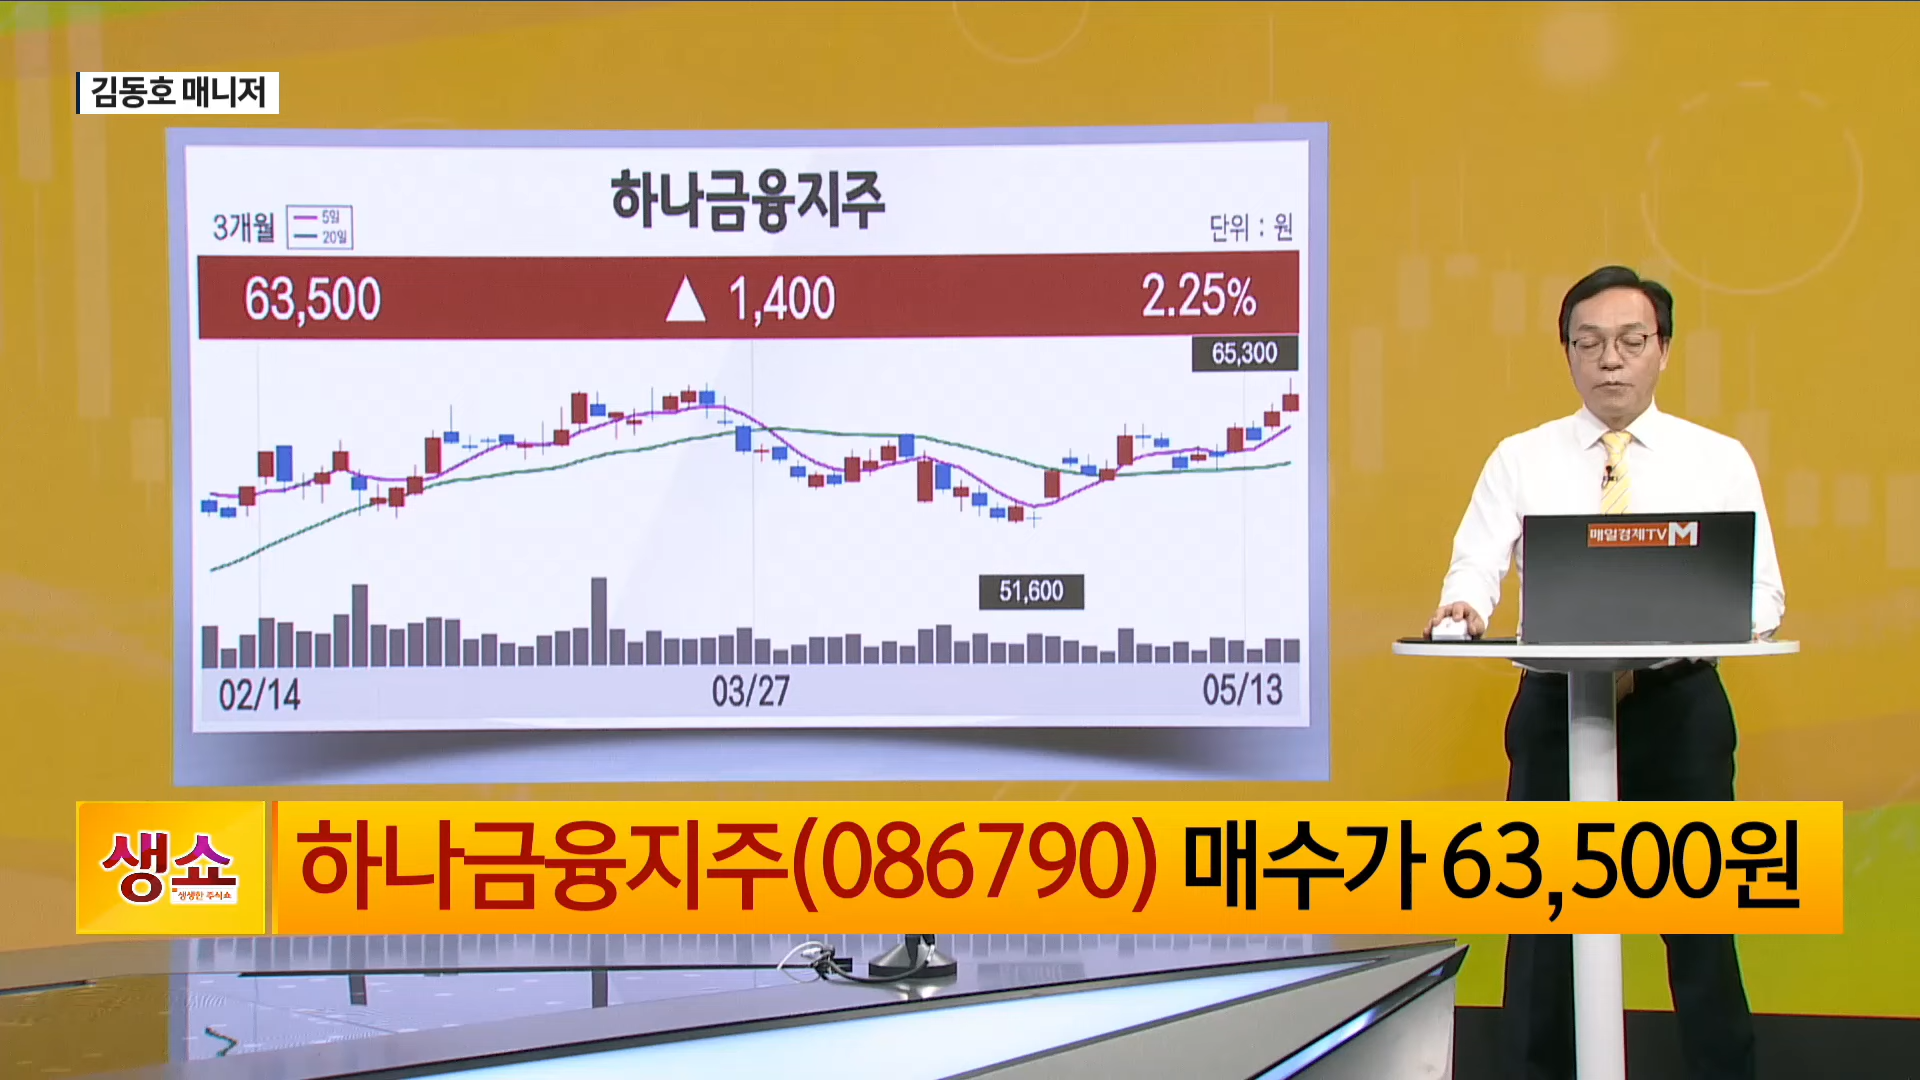 김동호 매니저
하나금융지주
3개월
5일
20일
단위 : 원
63,500 ▲ 1,400 2.25%
65,300
51,600
02/14 03/27 05/13
매일경제TV M
생쇼
생생한 주식쇼
하나금융지주(086790) 매수가 63,500원